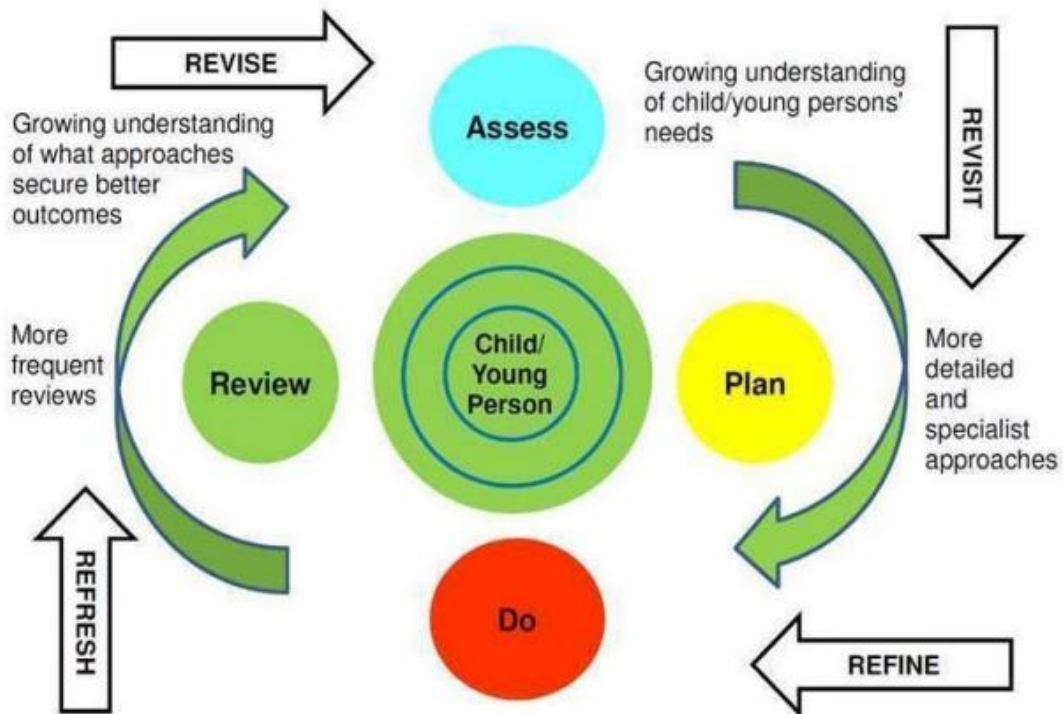 REVISE
Assess
Growing understanding
of child/young persons'
needs
REVISIT
Growing understanding
of what approaches
secure better
outcomes
Child/
Young
Person
Plan
More
detailed
and
specialist
approaches
More
frequent
reviews
Review
REFRESH
Do
REFINE